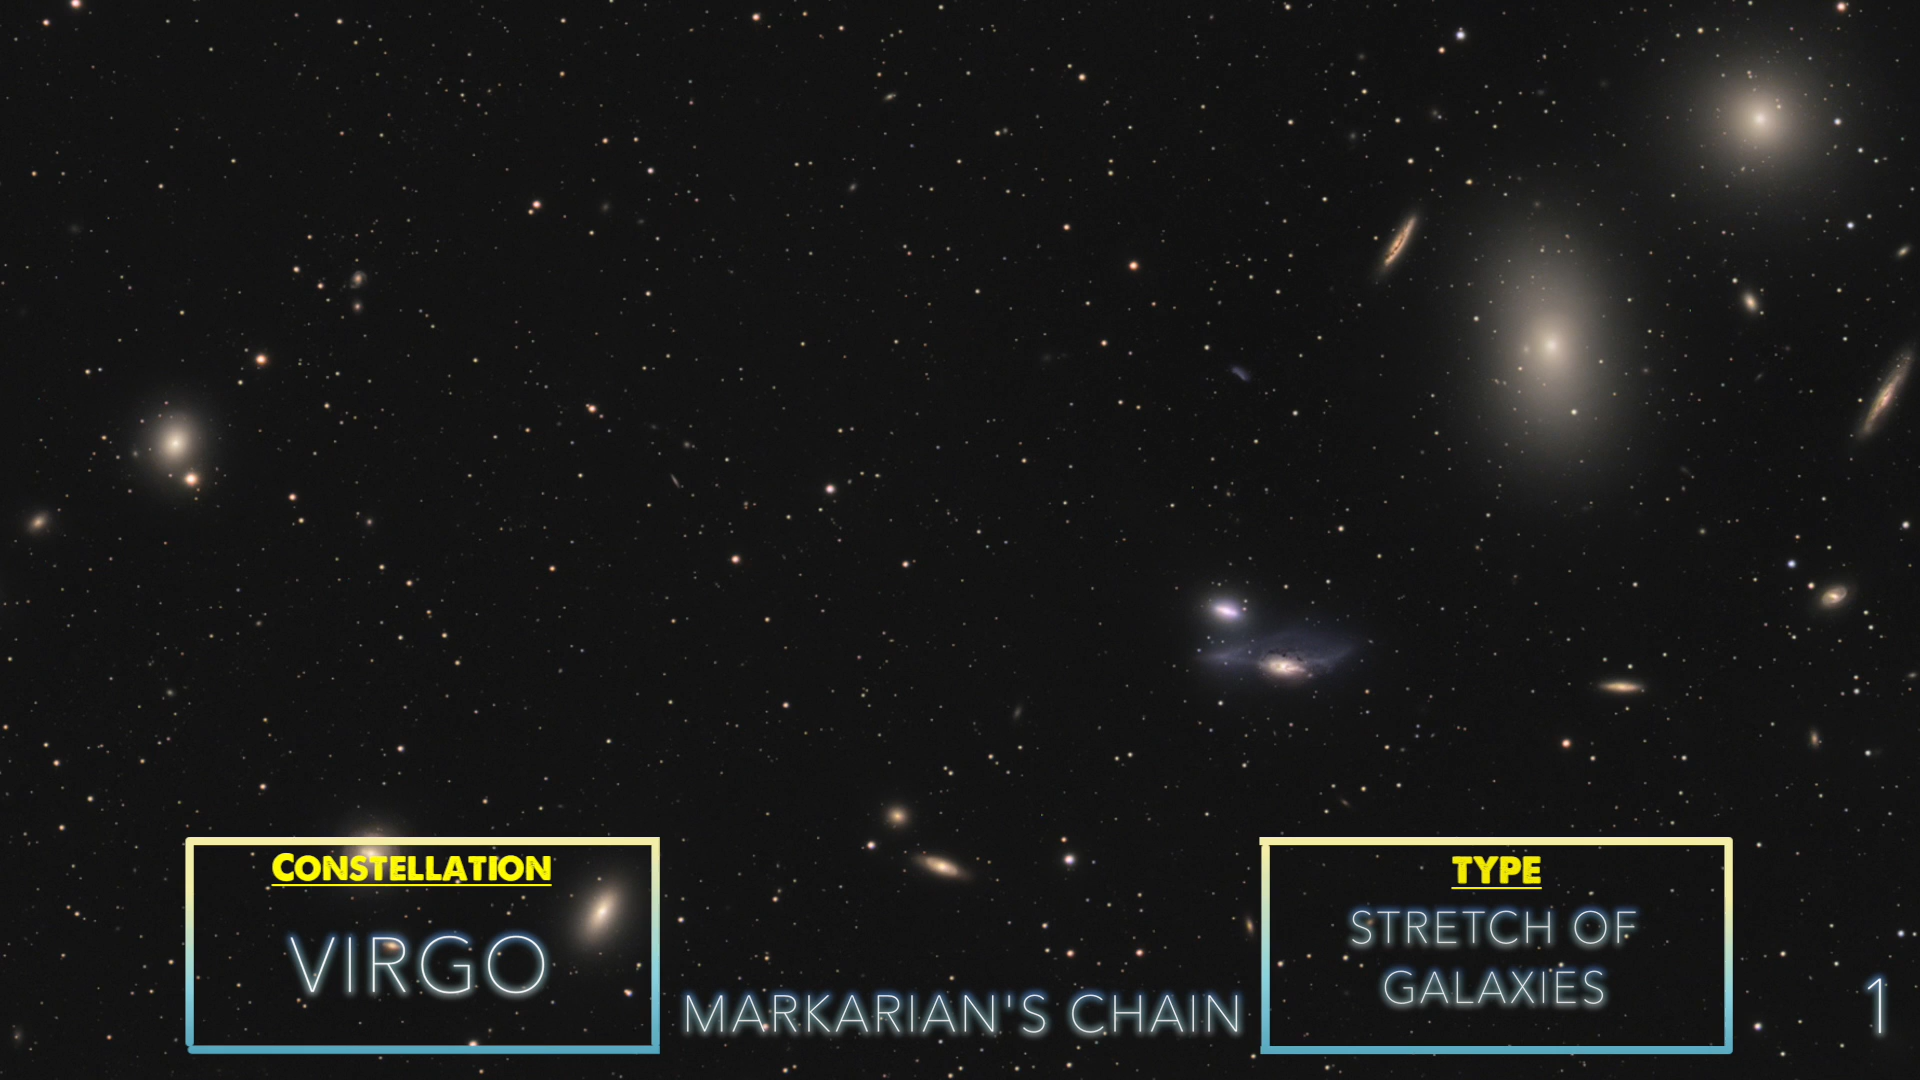 CONSTELLATION
VIRGO
MARKARIAN'S CHAIN
TYPE
STRETCH OF
GALAXIES
1